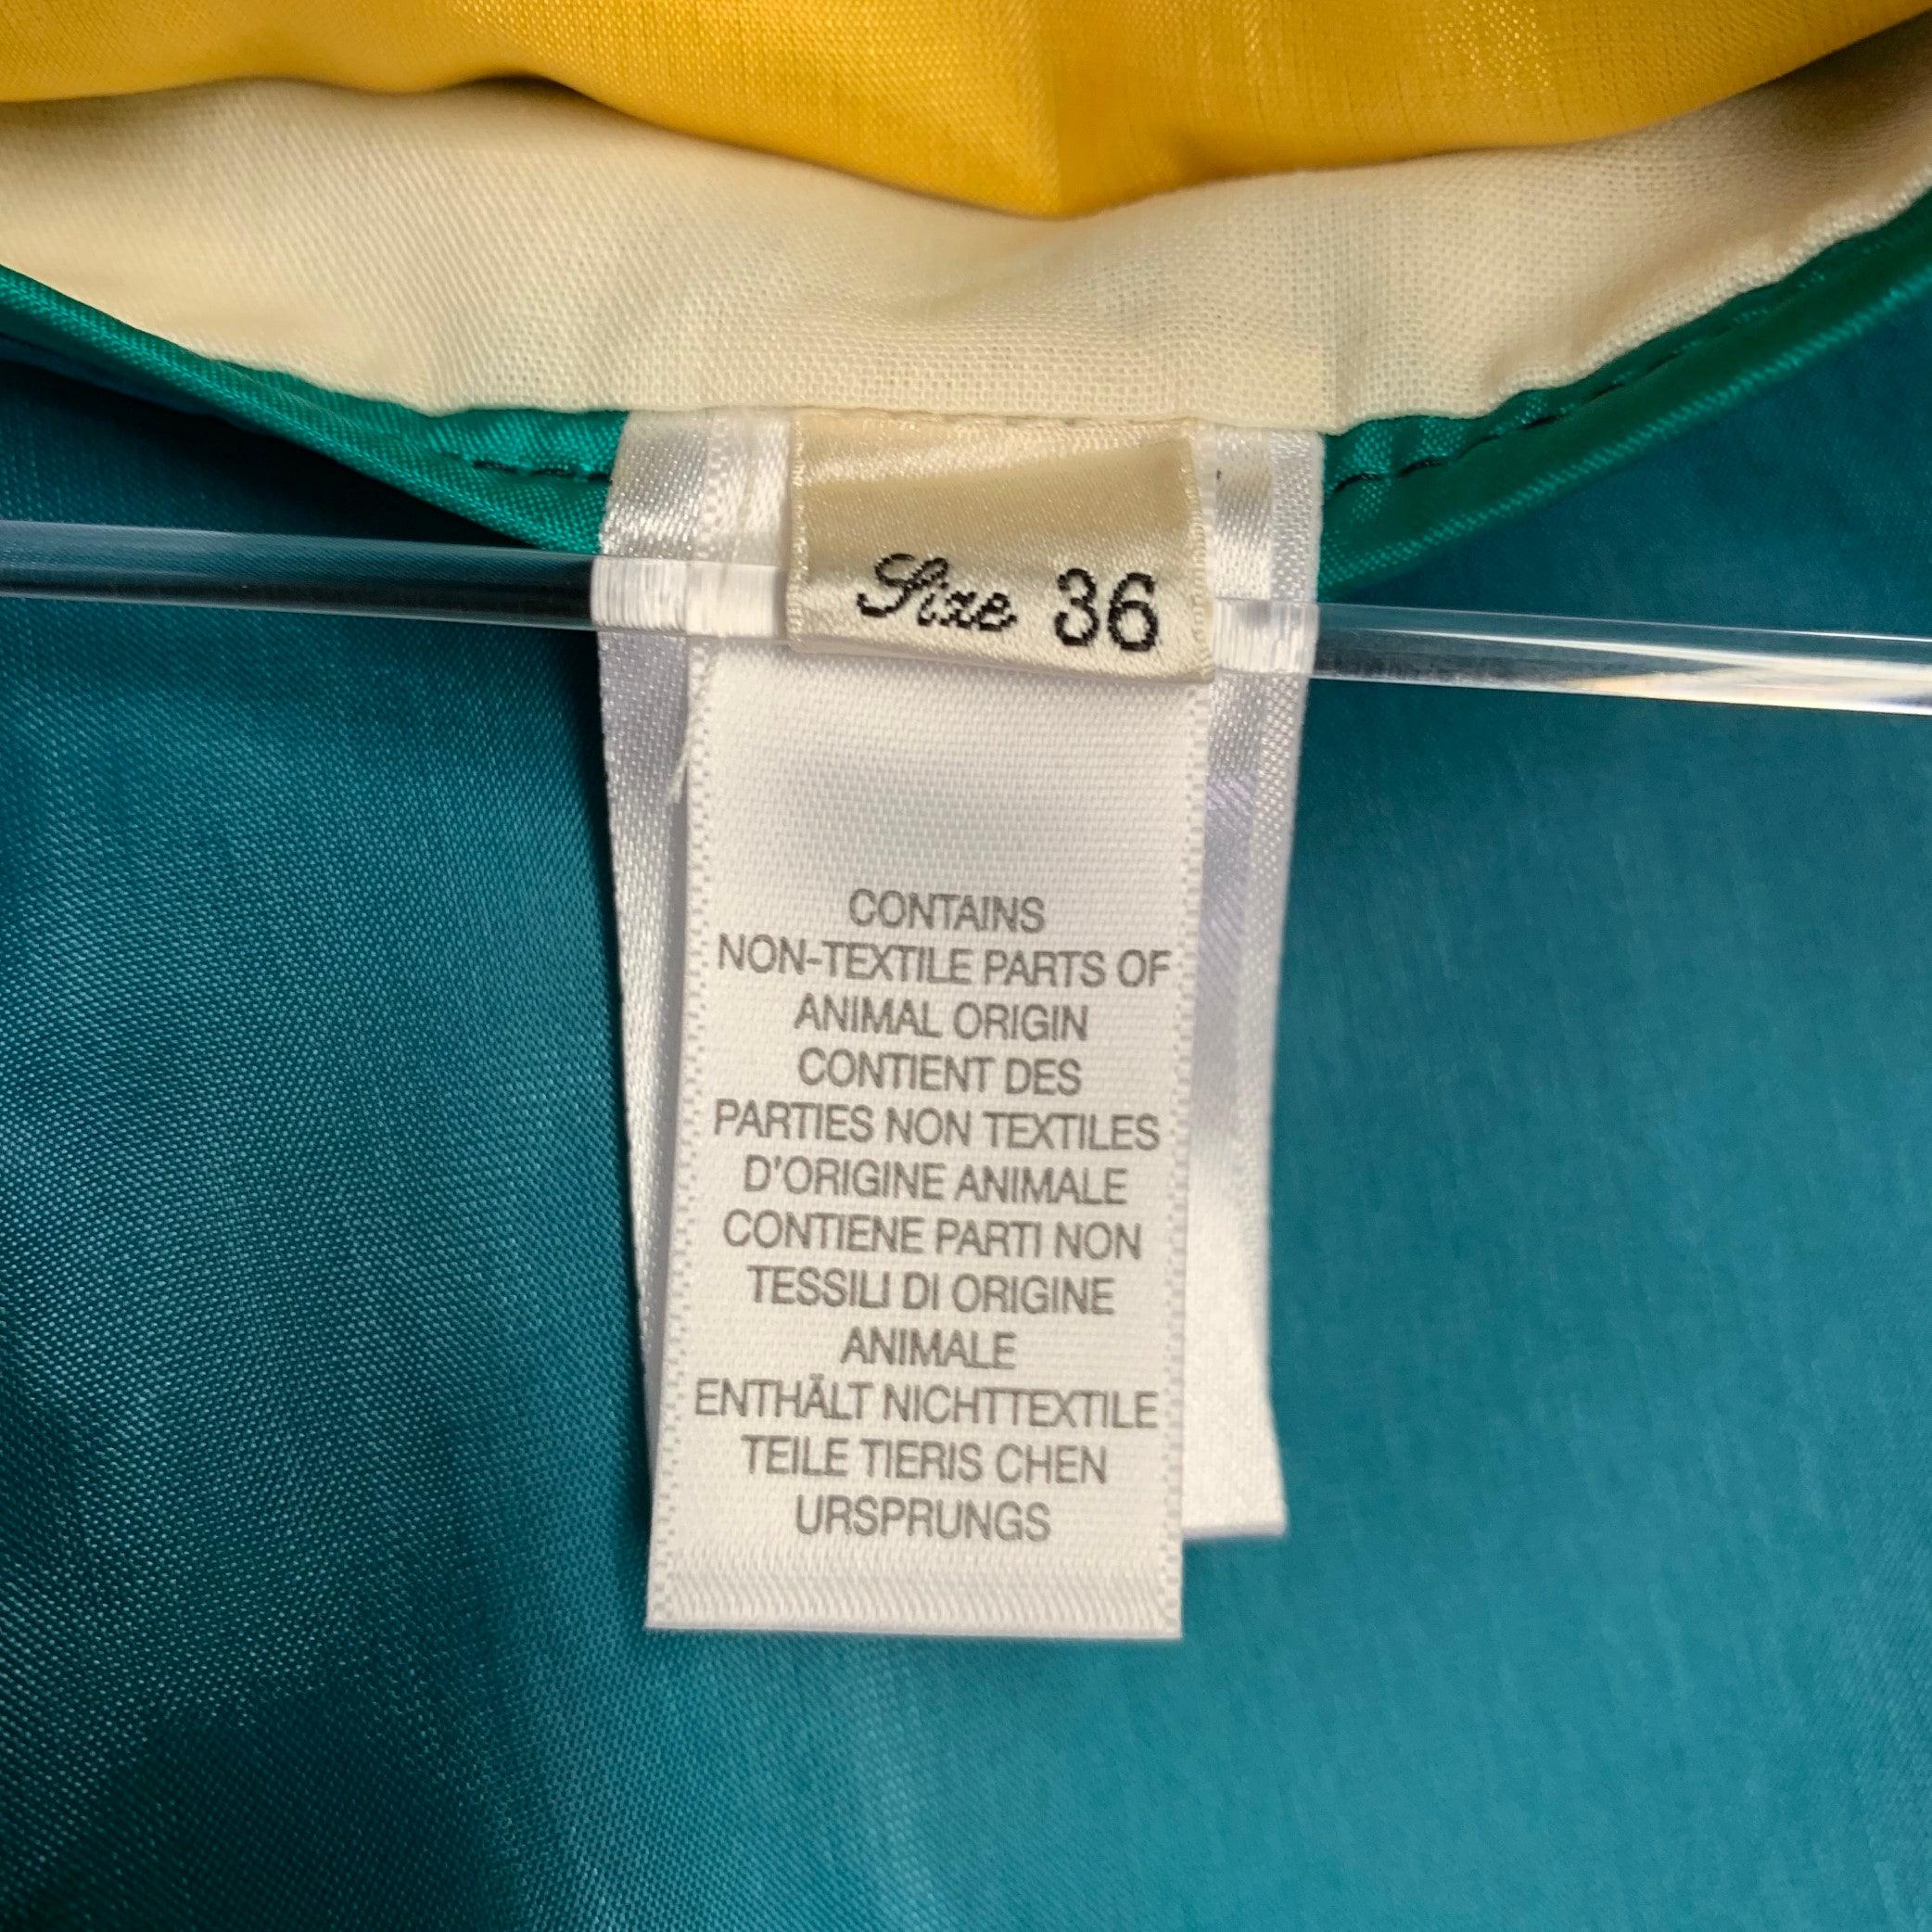 Size 36
CONTAINS
NON-TEXTILE PARTS OF
ANIMAL ORIGIN
CONTIENT DES
PARTIES NON TEXTILES
D'ORIGINE ANIMALE
CONTIENE PARTI NON
TESSILI DI ORIGINE
ANIMALE
ENTHÄLT NICHTTEXTILE
TEILE TIERIS CHEN
URSPRUNGS